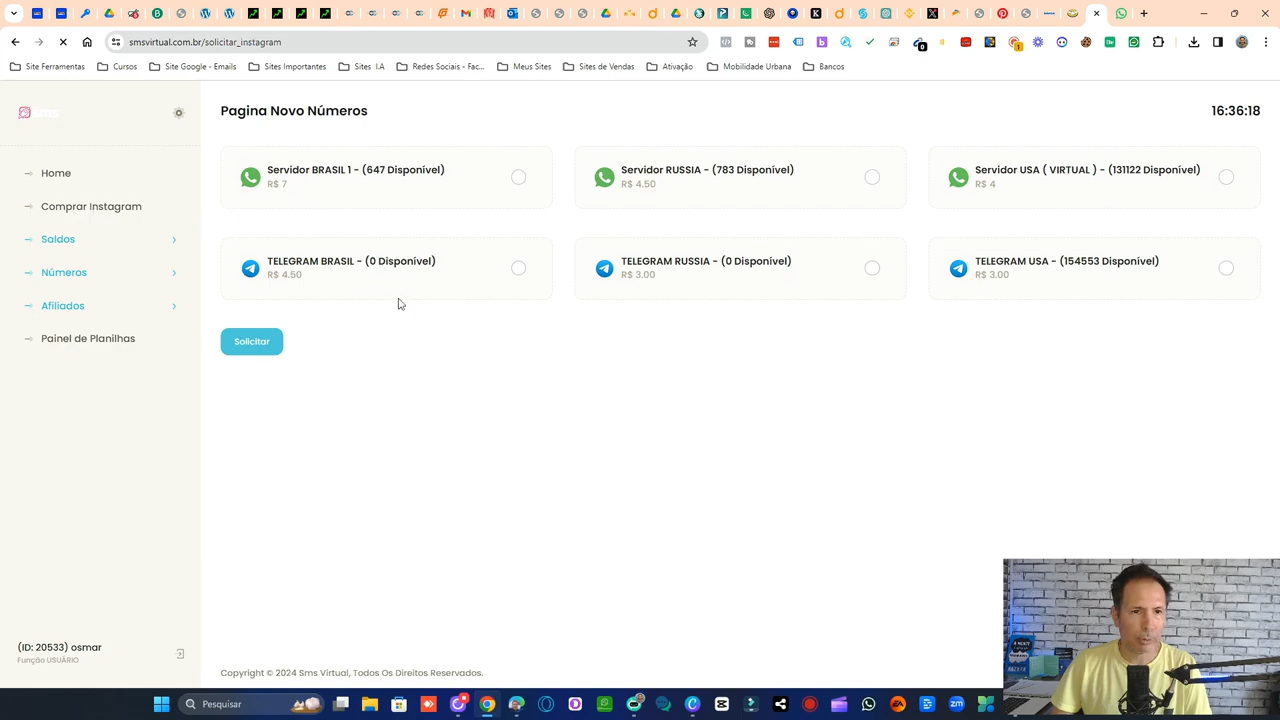 smsvirtual.com.br/solicitar_instagram
Site Ferramentas
Cursos
Site Google - Emails
Sites Importantes
Sites I.A
Redes Sociais - Fac...
Meus Sites
Sites de Vendas
Ativação
Mobilidade Urbana
Bancos
sms
Pagina Novo Números
16:36:18
Servidor BRASIL 1 - (647 Disponível)
R$ 7
Servidor RUSSIA - (783 Disponível)
R$ 4.50
Servidor USA ( VIRTUAL ) - (131122 Disponível)
R$ 4
TELEGRAM BRASIL - (0 Disponível)
R$ 4.50
TELEGRAM RUSSIA - (0 Disponível)
R$ 3.00
TELEGRAM USA - (154553 Disponível)
R$ 3.00
Solicitar
Home
Comprar Instagram
Saldos
Números
Afiliados
Painel de Planilhas
(ID: 20533) osmar
Função USUÁRIO
Copyright © 2024 Sms Virtual, Todos Os Direitos Reservados.
Pesquisar